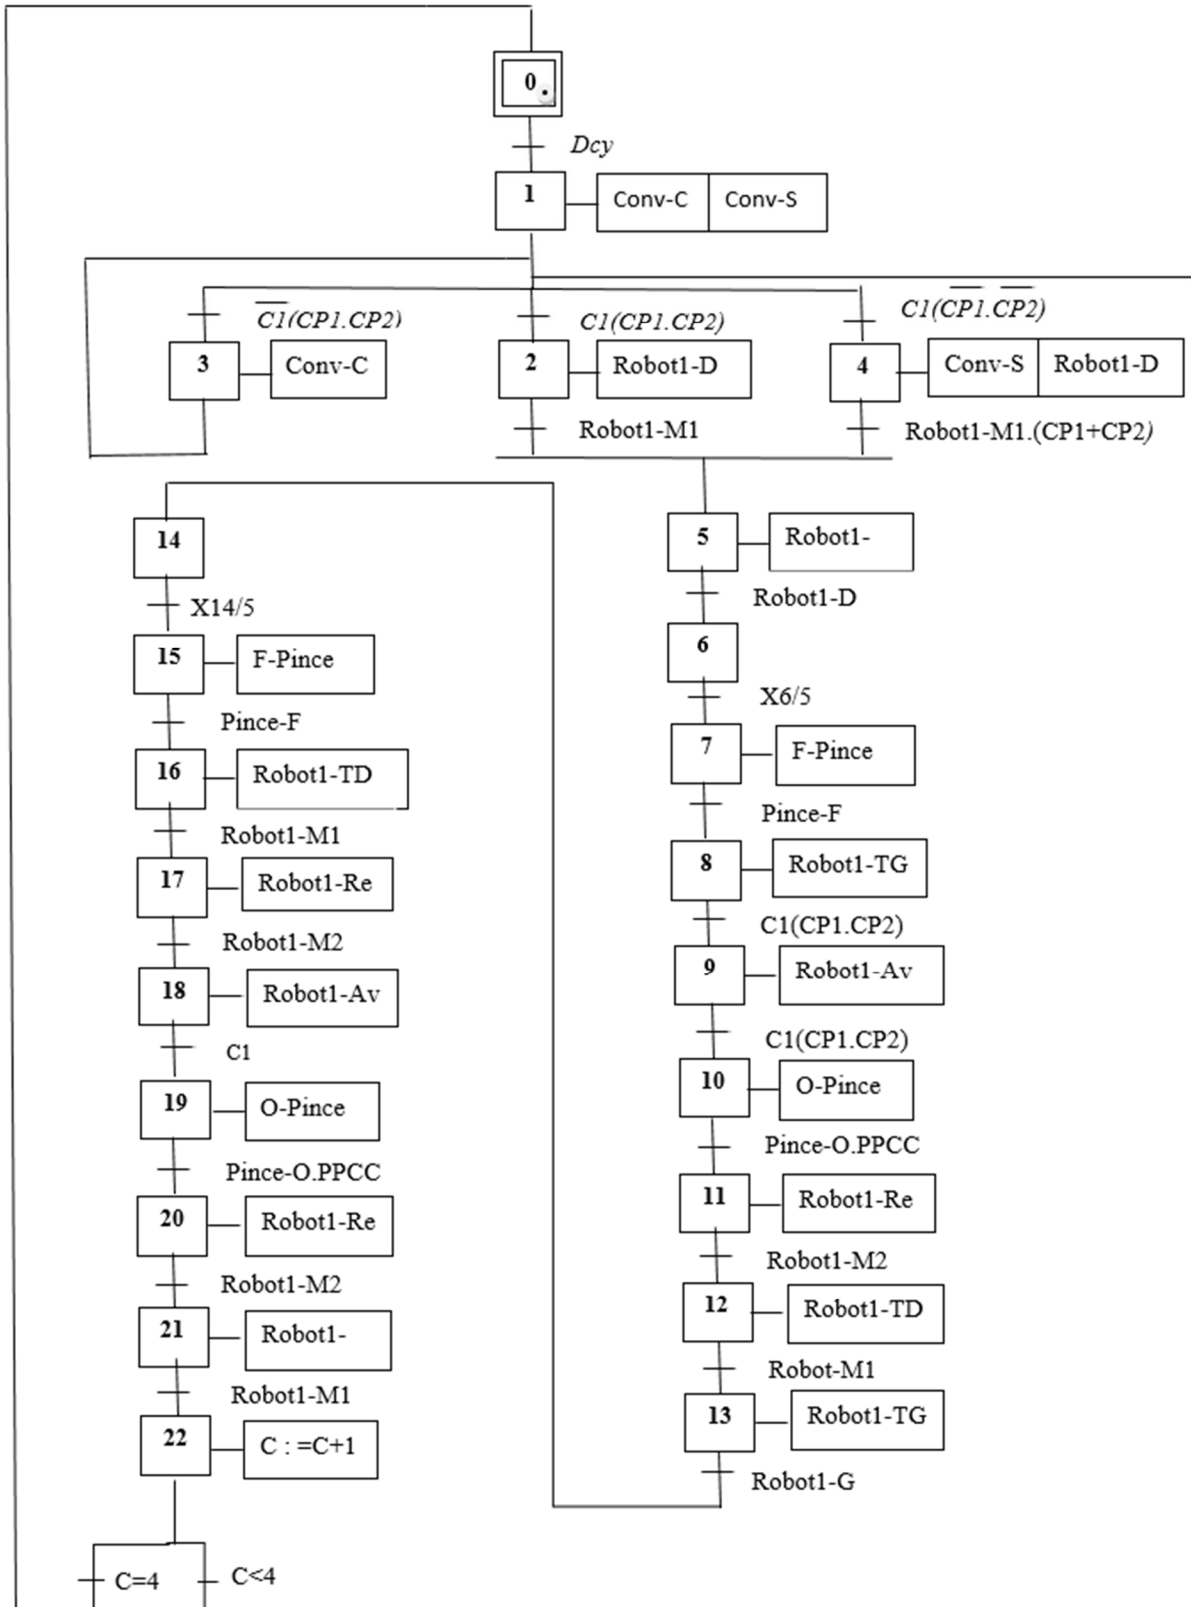 0
Dcy
1
Conv-C Conv-S
C̅1̅(CP1.CP2)
C1(CP1.CP2)
C1(C̅P̅1̅.C̅P̅2̅)
3
Conv-C
2
Robot1-D
4
Conv-S Robot1-D
Robot1-M1
Robot1-M1.(CP1+CP2)
5
Robot1-
Robot1-D
6
X6/5
7
F-Pince
Pince-F
8
Robot1-TG
C1(CP1.CP2)
9
Robot1-Av
C1(CP1.CP2)
10
O-Pince
Pince-O.PPCC
11
Robot1-Re
Robot1-M2
12
Robot1-TD
Robot-M1
13
Robot1-TG
Robot1-G
14
X14/5
15
F-Pince
Pince-F
16
Robot1-TD
Robot1-M1
17
Robot1-Re
Robot1-M2
18
Robot1-Av
C1
19
O-Pince
Pince-O.PPCC
20
Robot1-Re
Robot1-M2
21
Robot1-
Robot1-M1
22
C : =C+1
C=4
C<4